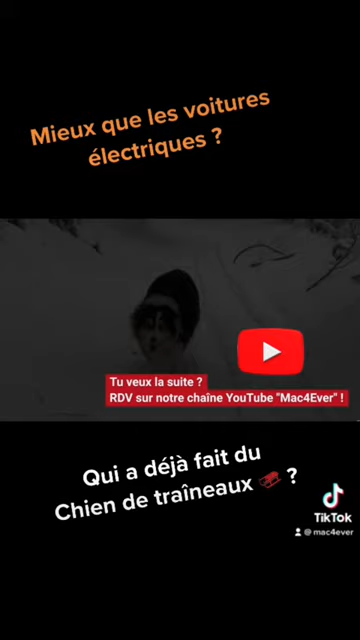 Mieux que les voitures
électriques ?
Tu veux la suite ?
RDV sur notre chaîne YouTube "Mac4Ever" !
Qui a déjà fait du
Chien de traîneaux 🛷 ?
TikTok
@mac4ever